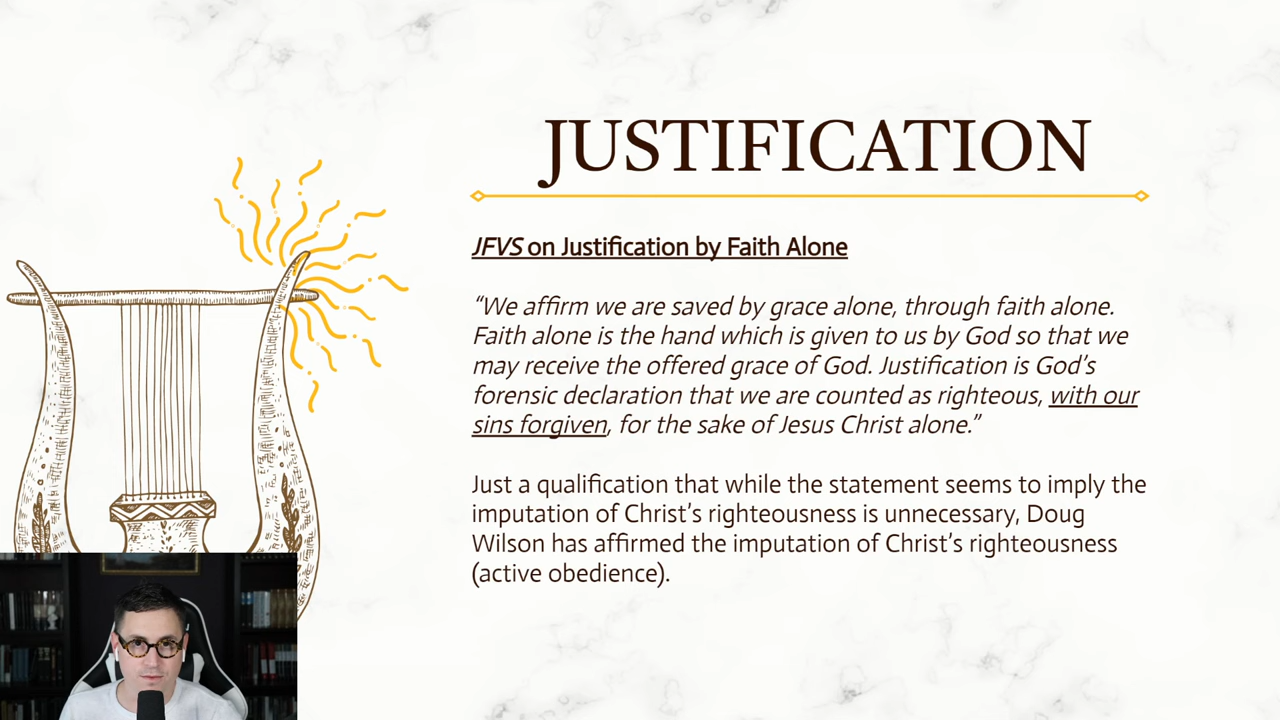 JUSTIFICATION
JFVS on Justification by Faith Alone
“We affirm we are saved by grace alone, through faith alone.
Faith alone is the hand which is given to us by God so that we
may receive the offered grace of God. Justification is God’s
forensic declaration that we are counted as righteous, with our
sins forgiven, for the sake of Jesus Christ alone.”
Just a qualification that while the statement seems to imply the
imputation of Christ’s righteousness is unnecessary, Doug
Wilson has affirmed the imputation of Christ’s righteousness
(active obedience).